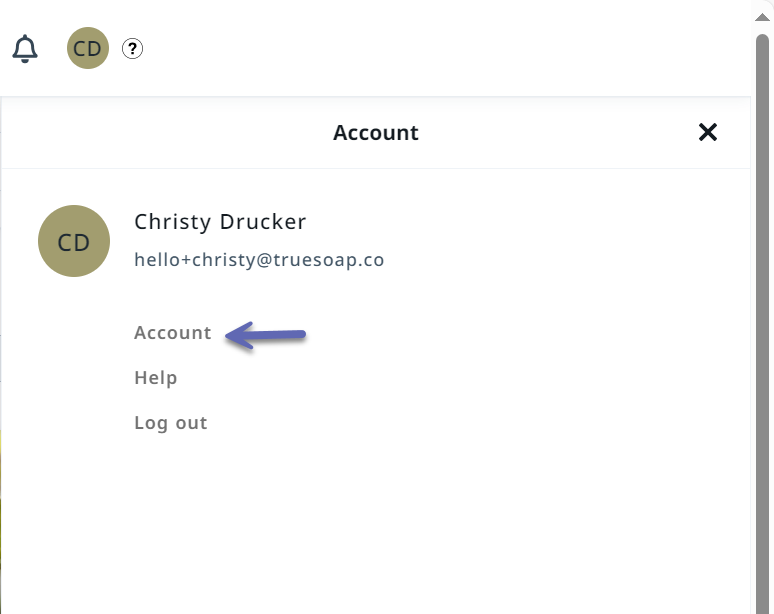 CD ?
Account
CD
Christy Drucker
hello+christy@truesoap.co
Account
Help
Log out